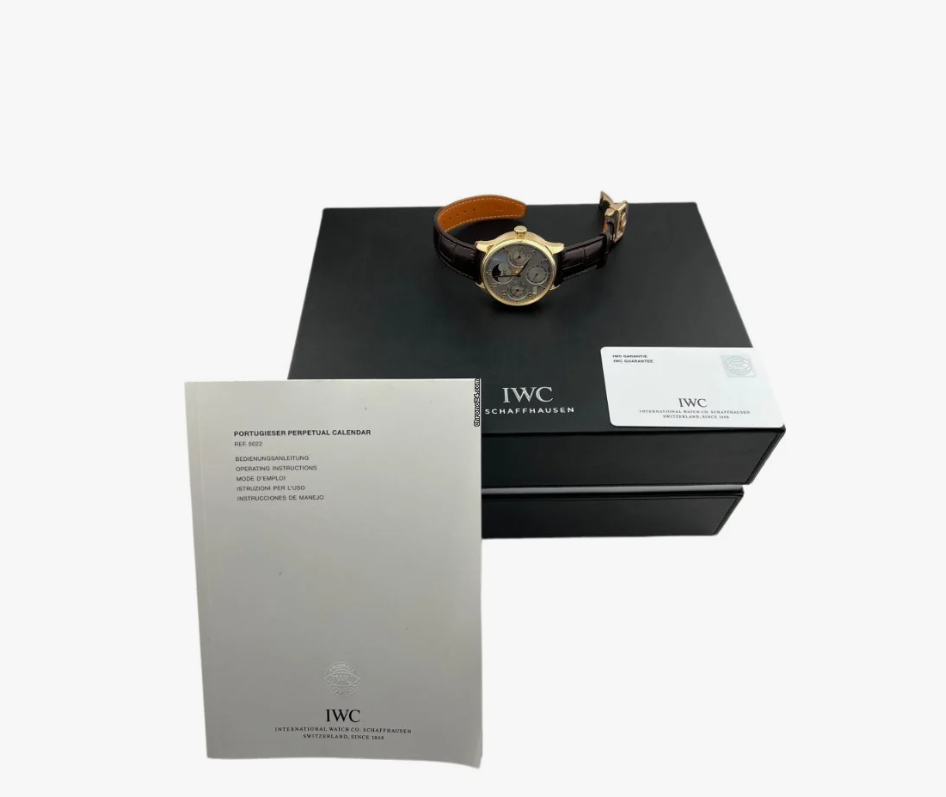 IWC
SCHAFFHAUSEN
IWC GARANTIE
IWC GUARANTEE
IWC
INTERNATIONAL WATCH CO. SCHAFFHAUSEN
SWITZERLAND, SINCE 1868
Chrono24.com
PORTUGIESER PERPETUAL CALENDAR
REF. 5022
BEDIENUNGSANLEITUNG
OPERATING INSTRUCTIONS
MODE D'EMPLOI
ISTRUZIONI PER L'USO
INSTRUCCIONES DE MANEJO
IWC
INTERNATIONAL WATCH CO. SCHAFFHAUSEN
SWITZERLAND, SINCE 1868